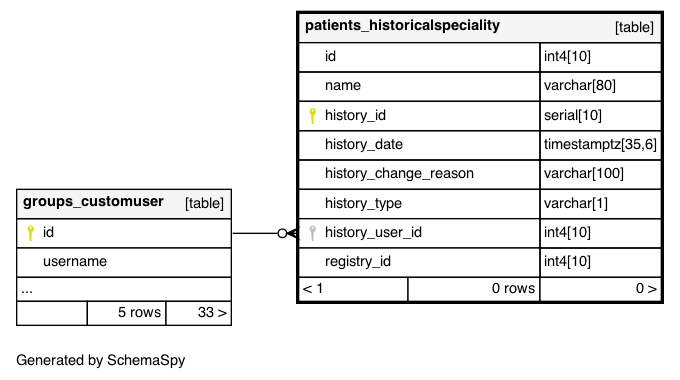 patients_historicalspeciality [table]
id int4[10]
name varchar[80]
history_id serial[10]
history_date timestamptz[35,6]
history_change_reason varchar[100]
history_type varchar[1]
history_user_id int4[10]
registry_id int4[10]
< 1 0 rows 0 >
groups_customuser [table]
id
username
...
5 rows 33 >
Generated by SchemaSpy